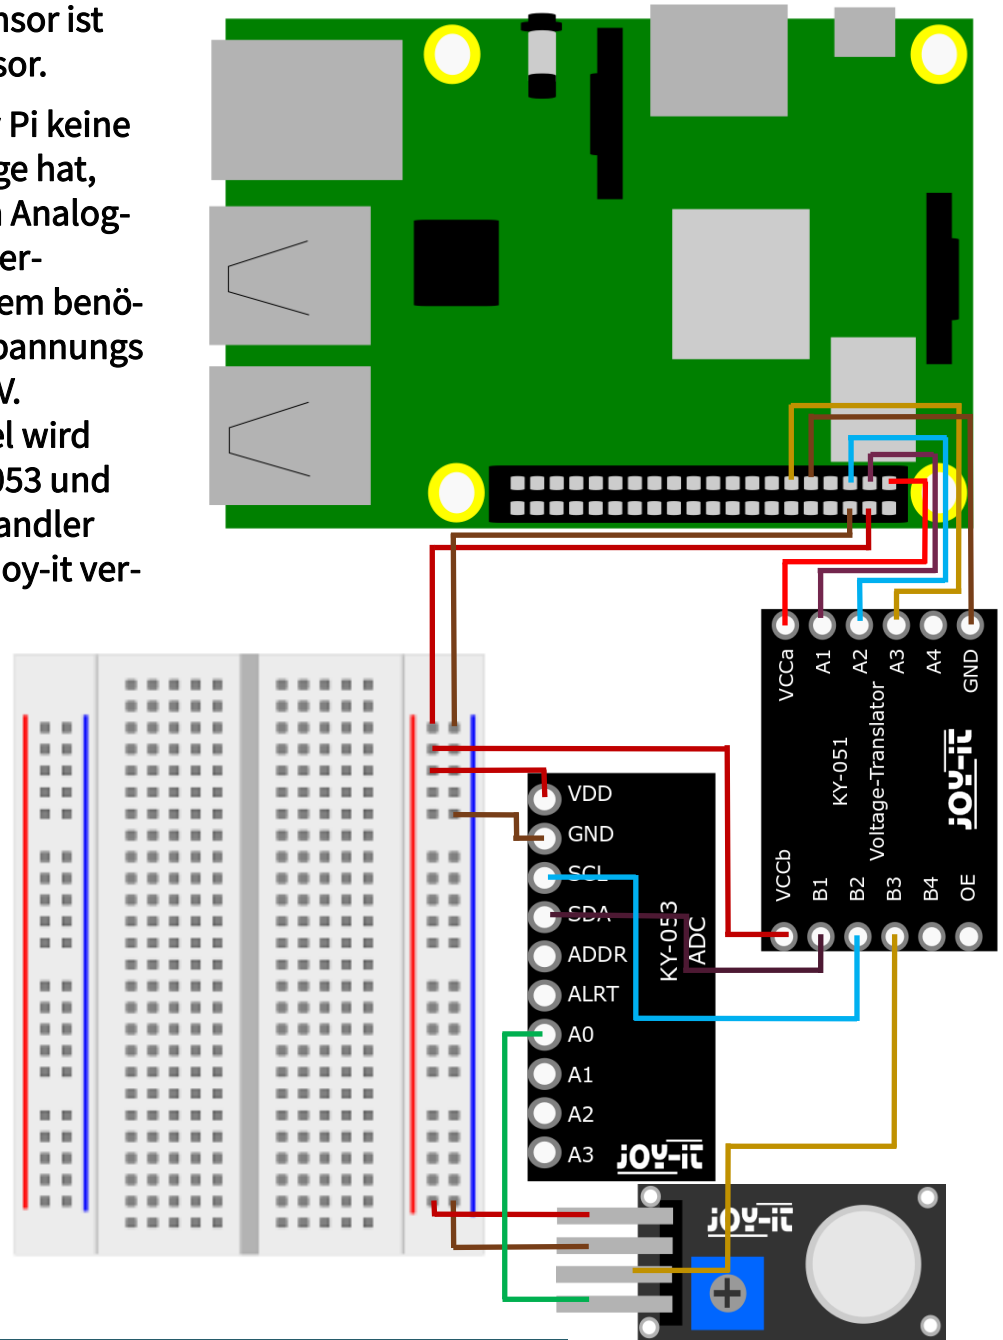 nsor ist
sor.
Pi keine
ge hat,
Analog-
er-
em benö-
pannungs
V.
el wird
053 und
andler
oy-it ver-
VCCa
A1
A2
A3
A4
GND
KY-051
Voltage-Translator
JOY-iT
VCCb
B1
B2
B3
B4
OE
VDD
GND
SCL
SDA
ADDR
ALRT
A0
A1
A2
A3
KY-053
ADC
JOY-iT
JOY-iT